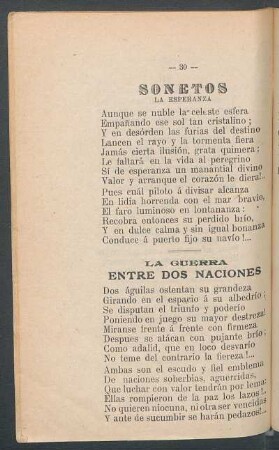 — 30 —
SONETOS
LA ESPERANZA
Aunque se nuble la celeste esfera
Empañando ese sol tan cristalino;
Y en desórden las furias del destino
Lancen el rayo y la tormenta fiera
Jamás cierta ilusión, grata quimera;
Le faltará en la vida al peregrino
Sí de esperanza un manantial divino
Valor y arranque el corazón le diera!..
Pues cuál piloto á divisar alcanza
En lidia horrenda con el mar bravio,
El faro luminoso en lontananza:
Recobra entonces su perdido brío,
Y en dulce calma y sin igual bonanza
Conduce á puerto fijo su navío!...
LA GUERRA
ENTRE DOS NACIONES
Dos águilas ostentan su grandeza
Girando en el espacio á su albedrío:
Se disputan el triunfo y poderío
Poniendo en juego su mayor destreza!
Miranse frente á frente con firmeza
Despues se atácan con pujante brío:
Como adalid, que en loco desvarío
No teme del contrario la fiereza!...
Ambas son el escudo y fiel emblema
De naciones soberbias, aguerridas,
Que luchar por vencer tendrán por lema:
Ellas rompieron de la paz los lazos!..
No quieren niocuna, ni otra ser vencidas
Y ante de sucumbir se harán pedazos!...